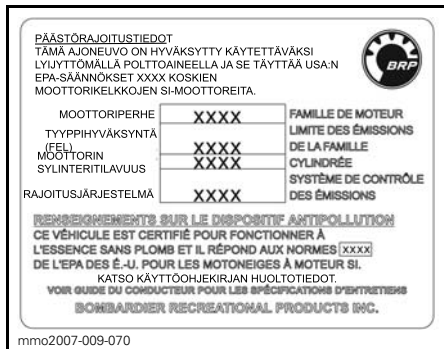 PÄÄSTÖRAJOITUSTIEDOT
TÄMÄ AJONEUVO ON HYVÄKSYTTY KÄYTETTÄVÄKSI
LYIJYTTÖMÄLLÄ POLTTOAINEELLA JA SE TÄYTTÄÄ USA:N
EPA-SÄÄNNÖKSET XXXX KOSKIEN
MOOTTORIKELKKOJEN SI-MOOTTOREITA.
BRP
MOOTTORIPERHE XXXX FAMILLE DE MOTEUR
TYYPPIHYVÄKSYNTÄ LIMITE DES ÉMISSIONS
(FEL) XXXX DE LA FAMILLE
MOOTTORIN
SYLINTERITILAVUUS XXXX CYLINDRÉE
SYSTÈME DE CONTRÔLE
RAJOITUSJÄRJESTELMÄ XXXX DES ÉMISSIONS
RENSEIGNEMENTS SUR LE DISPOSITIF ANTIPOLLUTION
CE VÉHICULE EST CERTIFIÉ POUR FONCTIONNER À
L'ESSENCE SANS PLOMB ET IL RÉPOND AUX NORMES XXXX
DE L'EPA DES É.-U. POUR LES MOTONEIGES À MOTEUR SI.
KATSO KÄYTTÖOHJEKIRJAN HUOLTOTIEDOT.
VOIR GUIDE DU CONDUCTEUR POUR LES SPÉCIFICATIONS D'ENTRETIENS
BOMBARDIER RECREATIONAL PRODUCTS INC.
mmo2007-009-070